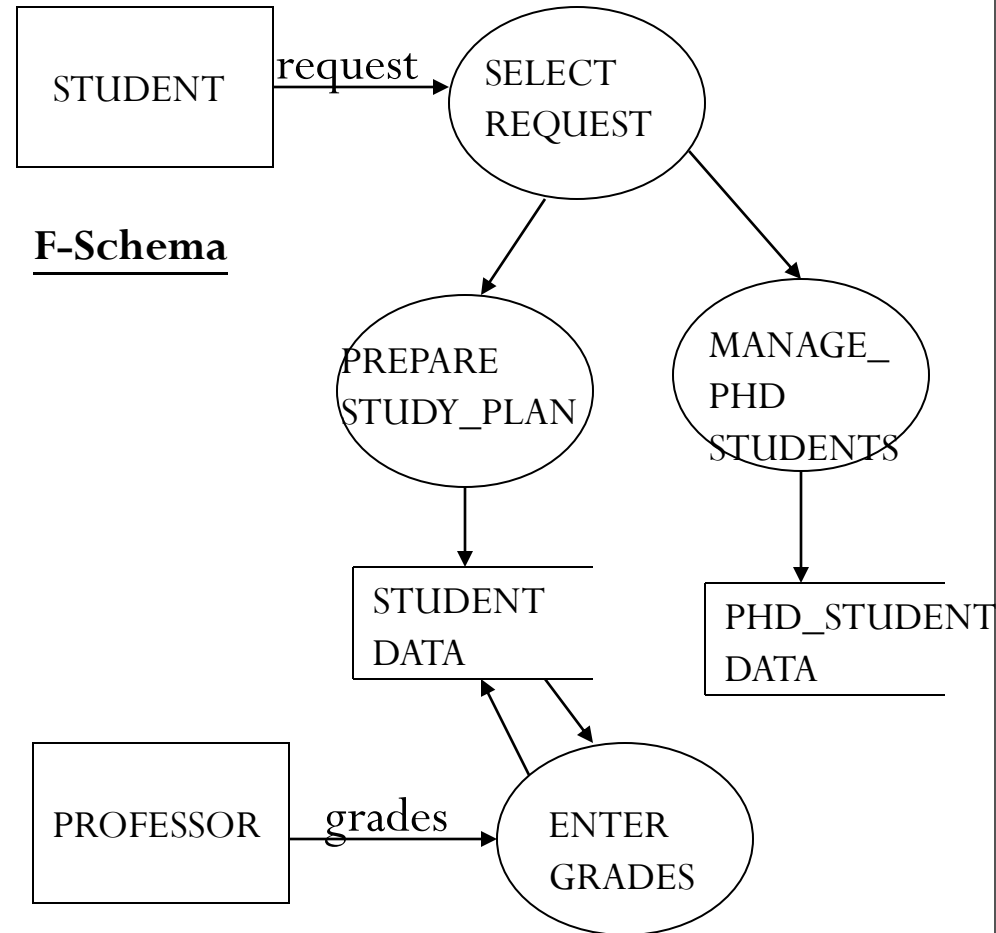 STUDENT
request
SELECT
REQUEST
F-Schema
PREPARE
STUDY_PLAN
MANAGE_
PHD
STUDENTS
STUDENT
DATA
PHD_STUDENT
DATA
PROFESSOR
grades
ENTER
GRADES